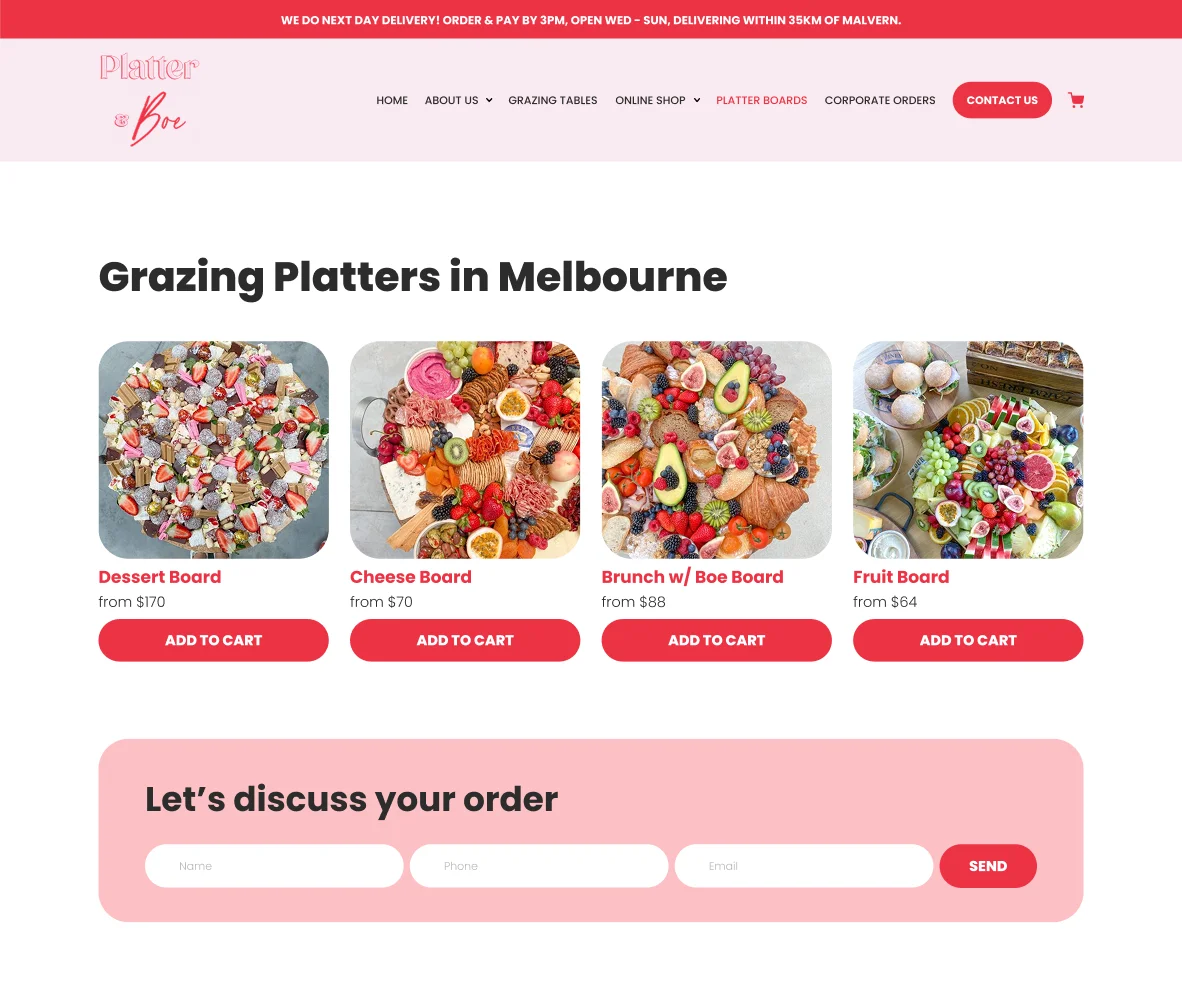 WE DO NEXT DAY DELIVERY! ORDER & PAY BY 3PM, OPEN WED - SUN, DELIVERING WITHIN 35KM OF MALVERN.
Platter
& Boe
HOME
ABOUT US
GRAZING TABLES
ONLINE SHOP
PLATTER BOARDS
CORPORATE ORDERS
CONTACT US
Grazing Platters in Melbourne
Dessert Board
from $170
ADD TO CART
Cheese Board
from $70
ADD TO CART
Brunch w/ Boe Board
from $88
ADD TO CART
Fruit Board
from $64
ADD TO CART
Let’s discuss your order
Name
Phone
Email
SEND